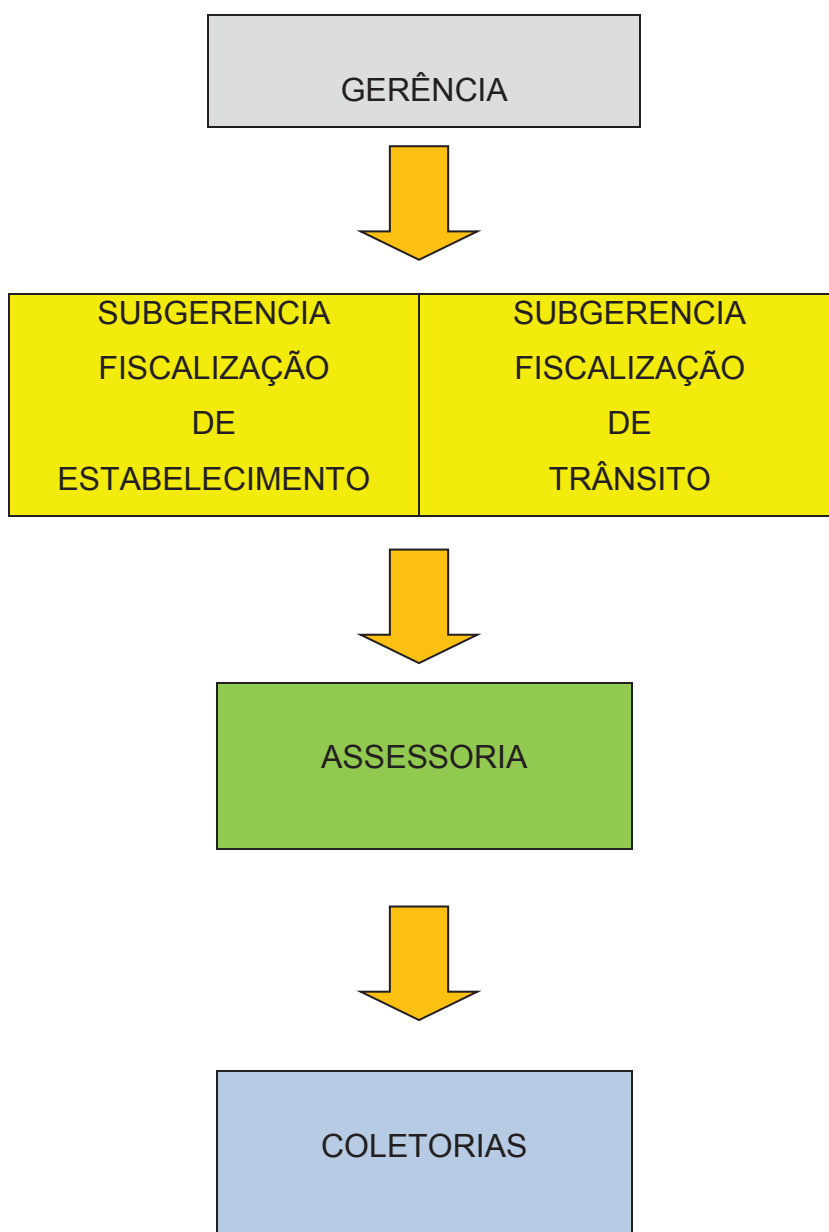 GERÊNCIA
SUBGERENCIA
FISCALIZAÇÃO
DE
ESTABELECIMENTO
SUBGERENCIA
FISCALIZAÇÃO
DE
TRÂNSITO
ASSESSORIA
COLETORIAS